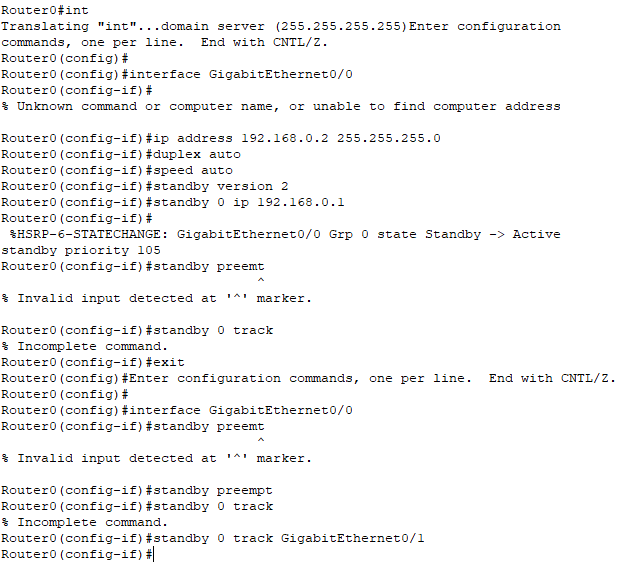 Router0#int
Translating "int"...domain server (255.255.255.255)Enter configuration
commands, one per line.  End with CNTL/Z.
Router0(config)#
Router0(config)#interface GigabitEthernet0/0
Router0(config-if)#
% Unknown command or computer name, or unable to find computer address
Router0(config-if)#ip address 192.168.0.2 255.255.255.0
Router0(config-if)#duplex auto
Router0(config-if)#speed auto
Router0(config-if)#standby version 2
Router0(config-if)#standby 0 ip 192.168.0.1
Router0(config-if)#
 %HSRP-6-STATECHANGE: GigabitEthernet0/0 Grp 0 state Standby -> Active
standby priority 105
Router0(config-if)#standby preemt
^
% Invalid input detected at '^' marker.
Router0(config-if)#standby 0 track
% Incomplete command.
Router0(config-if)#exit
Router0(config)#Enter configuration commands, one per line.  End with CNTL/Z.
Router0(config)#
Router0(config)#interface GigabitEthernet0/0
Router0(config-if)#standby preemt
^
% Invalid input detected at '^' marker.
Router0(config-if)#standby preempt
Router0(config-if)#standby 0 track
% Incomplete command.
Router0(config-if)#standby 0 track GigabitEthernet0/1
Router0(config-if)#